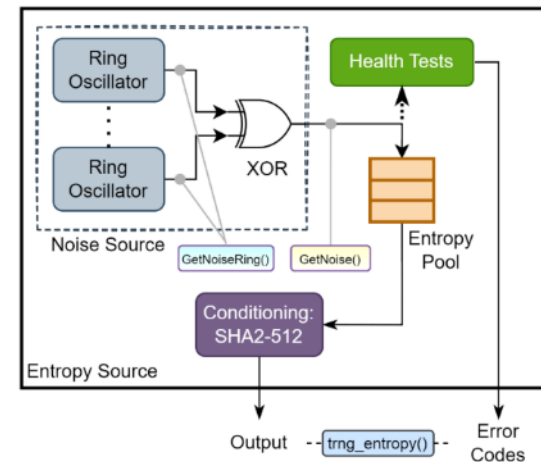 Ring
Oscillator
Health Tests
Ring
Oscillator
XOR
Noise Source
GetNoiseRing()
GetNoise()
Entropy
Pool
Conditioning:
SHA2-512
Entropy Source
Output
trng_entropy()
Error
Codes